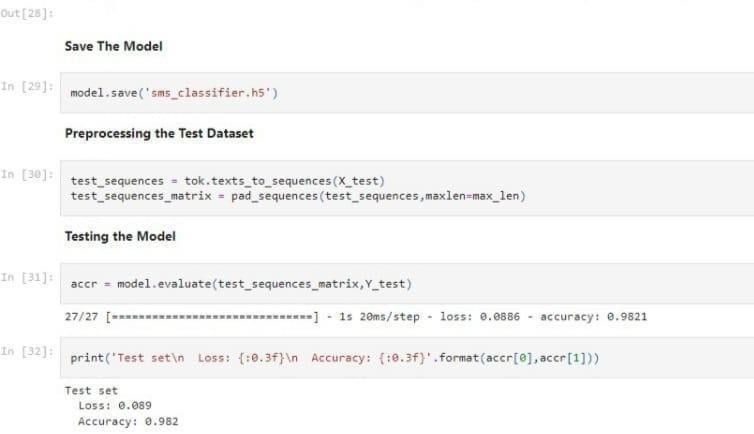 Out[28]:
Save The Model
In [29]: model.save('sms_classifier.h5')
Preprocessing the Test Dataset
In [30]: test_sequences = tok.texts_to_sequences(X_test)
test_sequences_matrix = pad_sequences(test_sequences,maxlen=max_len)
Testing the Model
In [31]: accr = model.evaluate(test_sequences_matrix,Y_test)
27/27 [==============================] - 1s 20ms/step - loss: 0.0886 - accuracy: 0.9821
In [32]: print('Test set\n  Loss: {:0.3f}\n  Accuracy: {:0.3f}'.format(accr[0],accr[1]))
Test set
  Loss: 0.089
  Accuracy: 0.982